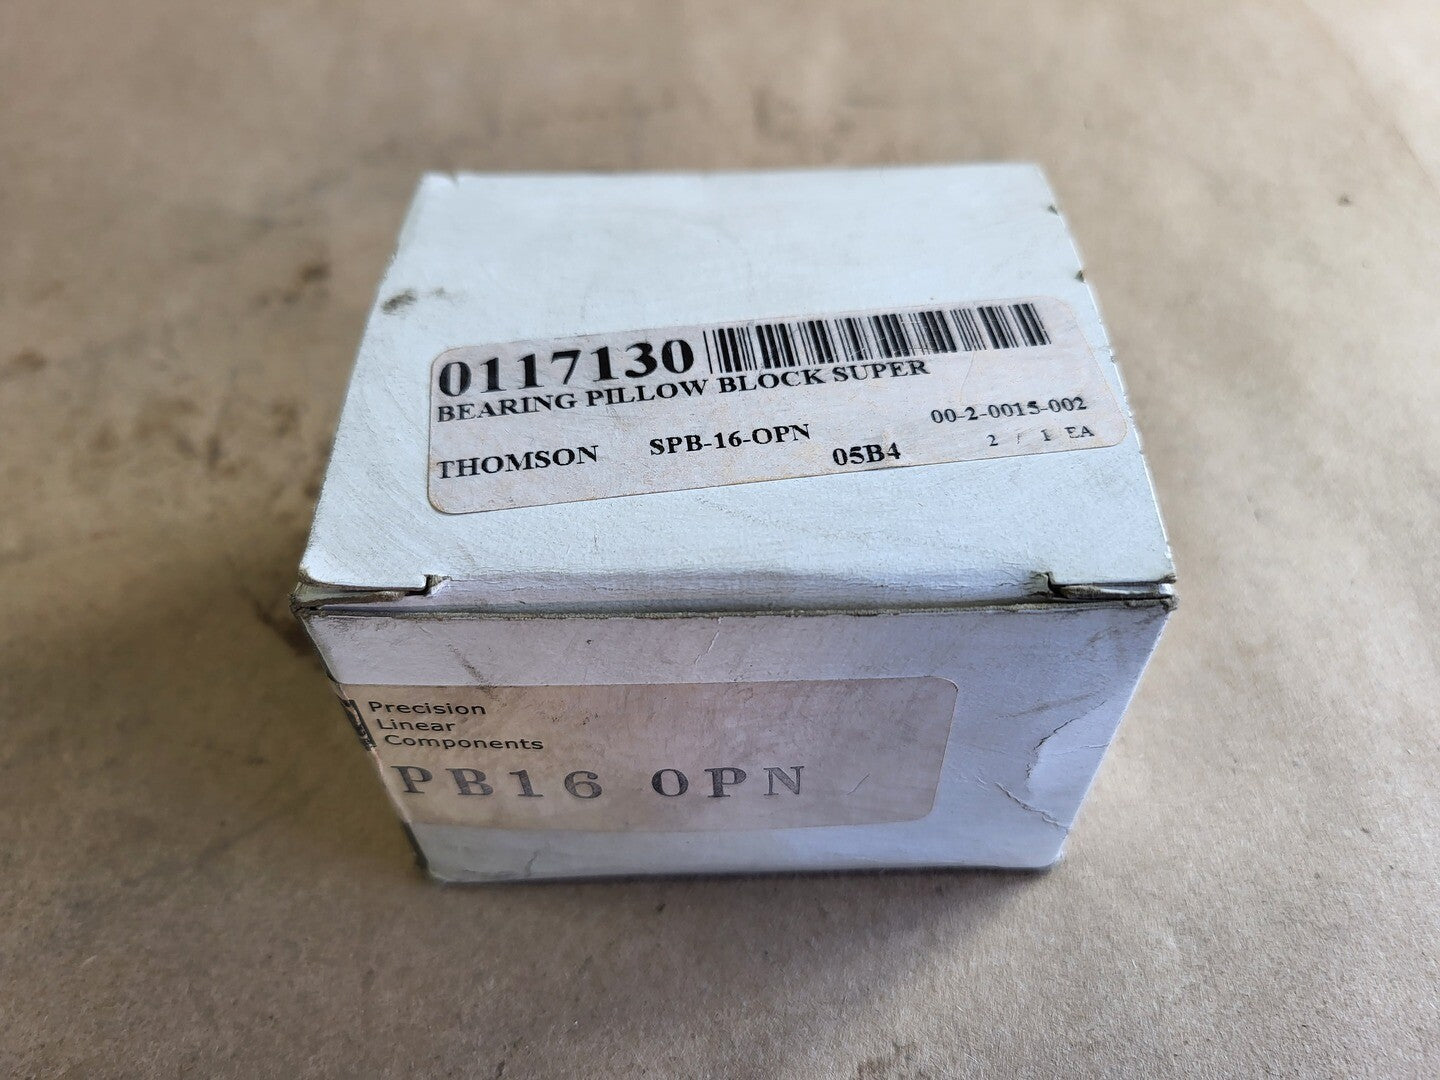 0117130
BEARING PILLOW BLOCK SUPER
00-2-0015-002
THOMSON SPB-16-OPN
05B4
2 / 1 EA
Precision
Linear
Components
PB16 OPN